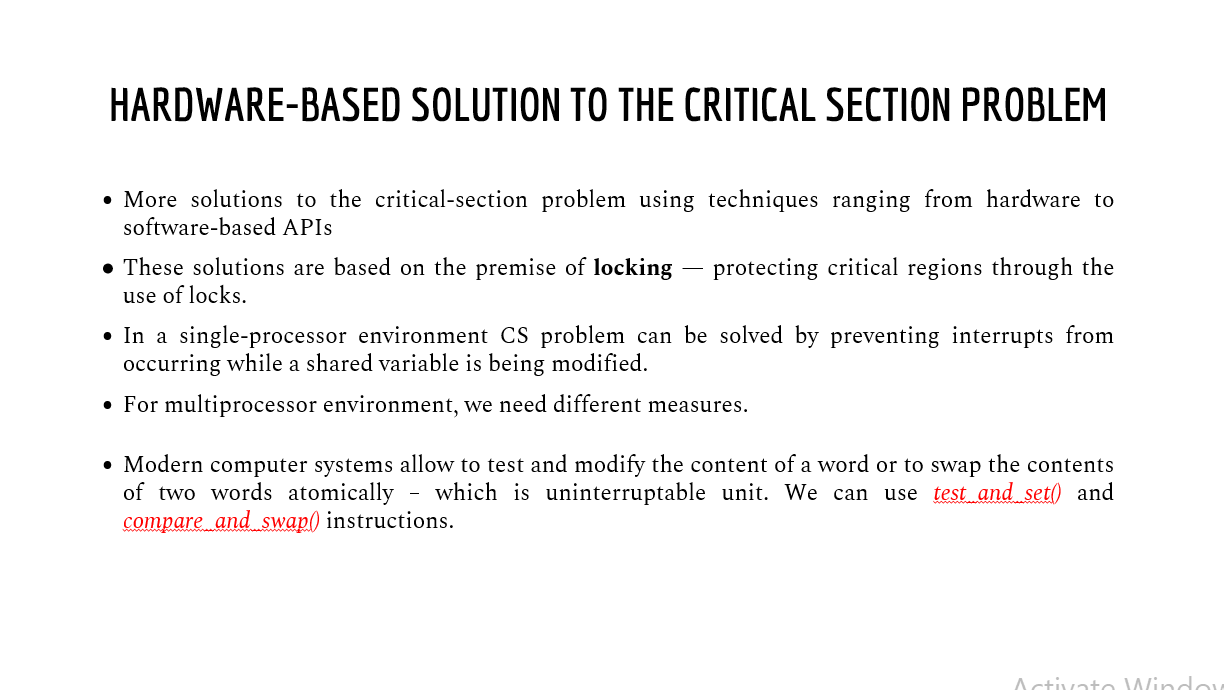 HARDWARE-BASED SOLUTION TO THE CRITICAL SECTION PROBLEM
• More solutions to the critical-section problem using techniques ranging from hardware to
software-based APIs
• These solutions are based on the premise of locking — protecting critical regions through the
use of locks.
• In a single-processor environment CS problem can be solved by preventing interrupts from
occurring while a shared variable is being modified.
• For multiprocessor environment, we need different measures.
• Modern computer systems allow to test and modify the content of a word or to swap the contents
of two words atomically – which is uninterruptable unit. We can use test_and_set() and
compare_and_swap() instructions.
Activate Window